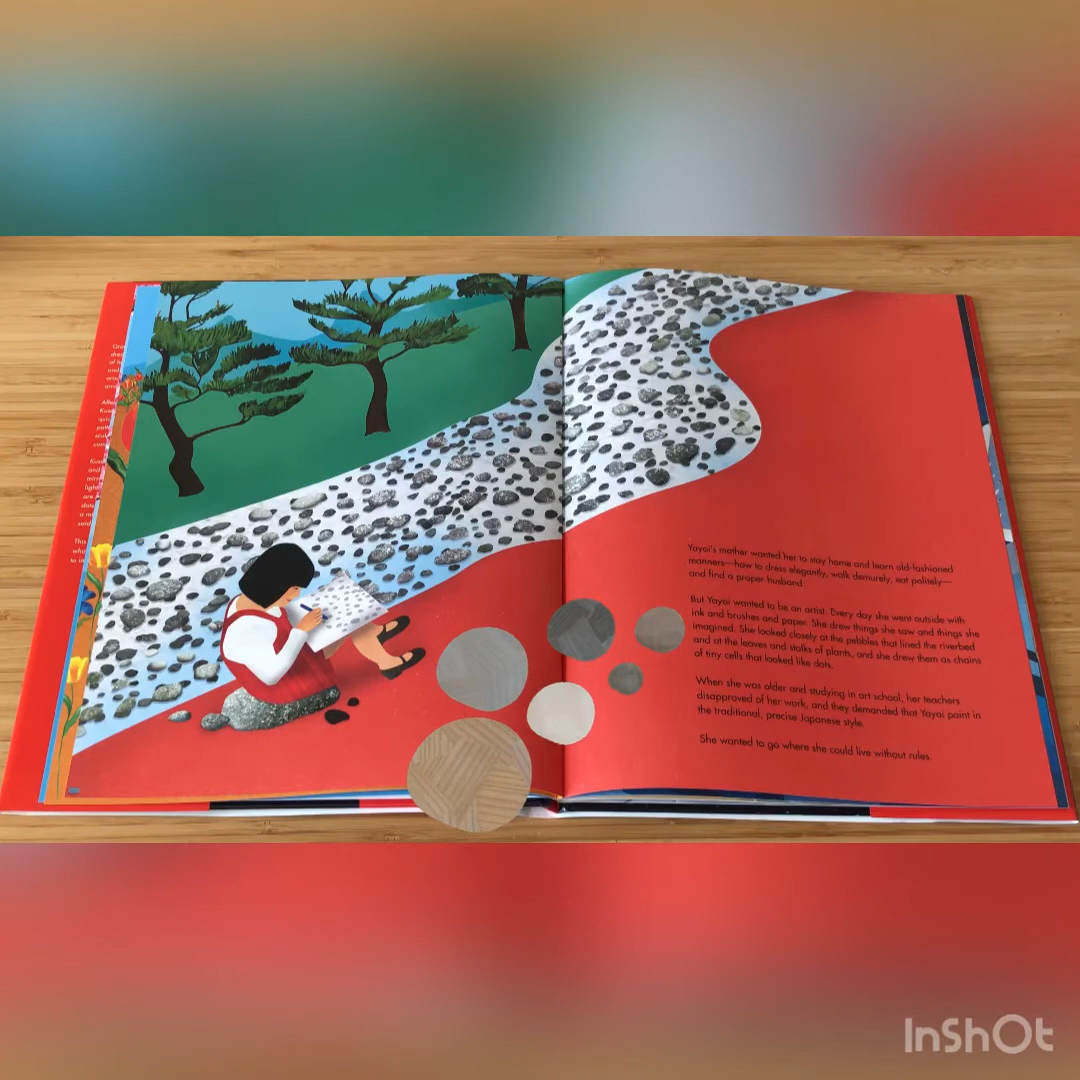 Yayoi's mother wanted her to stay home and learn old-fashioned
manners—how to dress elegantly, walk demurely, eat politely—
and find a proper husband.
But Yayoi wanted to be an artist. Every day she went outside with
ink and brushes and paper. She drew things she saw and things she
imagined. She looked closely at the pebbles that lined the riverbed
and at the leaves and stalks of plants, and she drew them as chains
of tiny cells that looked like dots.
When she was older and studying in art school, her teachers
disapproved of her work, and they demanded that Yayoi paint in
the traditional, precise Japanese style.
She wanted to go where she could live without rules.
InShOt